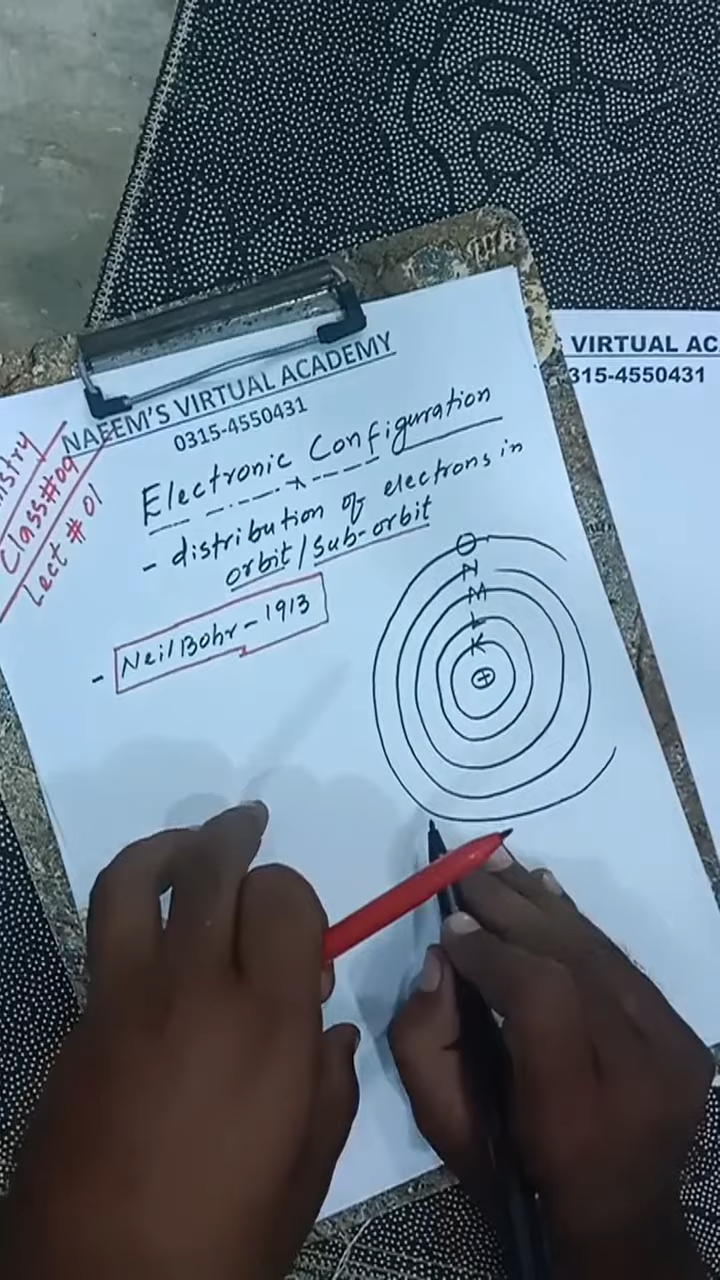 NAEEM'S VIRTUAL ACADEMY
0315-4550431
VIRTUAL AC
315-4550431
istry
Class#09
Lect # 01
Electronic Configuration
- distribution of electrons in
orbit/Sub-orbit
- Neil Bohr - 1913
O
N
M
L
K
+